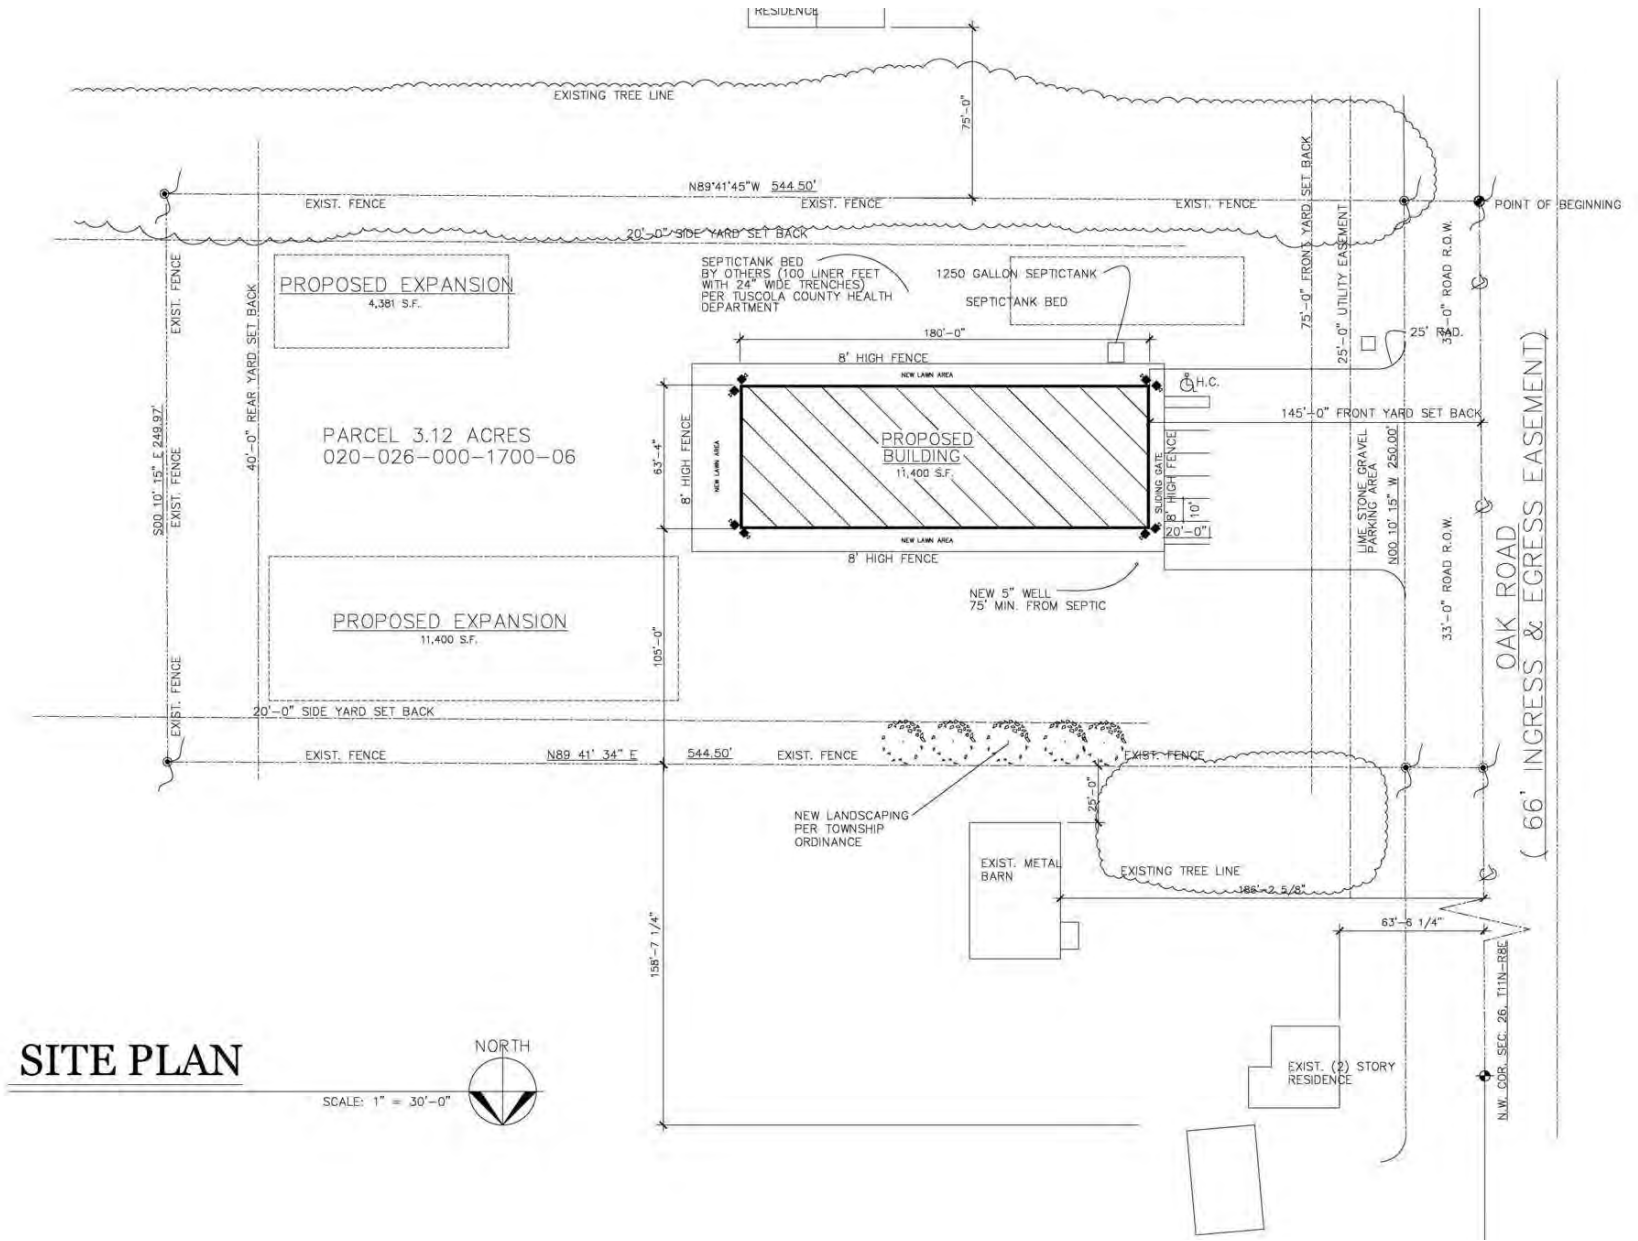 RESIDENCE
EXISTING TREE LINE
75'-0"
N89°41'45"W 544.50'
EXIST. FENCE
EXIST. FENCE
EXIST. FENCE
POINT OF BEGINNING
20'-0" SIDE YARD SET BACK
PROPOSED EXPANSION
4,381 S.F.
SEPTICTANK BED
BY OTHERS (100 LINER FEET
WITH 24" WIDE TRENCHES)
PER TUSCOLA COUNTY HEALTH
DEPARTMENT
1250 GALLON SEPTICTANK
SEPTICTANK BED
75'-0" FRONT YARD SET BACK
25'-0" UTILITY EASEMENT
33'-0" ROAD R.O.W.
25' RAD.
180'-0"
8' HIGH FENCE
NEW LAWN AREA
H.C.
145'-0" FRONT YARD SET BACK
EXIST. FENCE
S00 10' 15" E 249.97'
EXIST. FENCE
EXIST. FENCE
40'-0" REAR YARD SET BACK
PARCEL 3.12 ACRES
020-026-000-1700-06
63'-4"
8' HIGH FENCE
NEW LAWN AREA
PROPOSED
BUILDING
11,400 S.F.
SLIDING GATE
8' HIGH FENCE
10'
20'-0"
LIME STONE GRAVEL
PARKING AREA
N00 10' 15" W 250.00'
33'-0" ROAD R.O.W.
OAK ROAD
( 66' INGRESS & EGRESS EASEMENT)
NEW LAWN AREA
8' HIGH FENCE
NEW 5" WELL
75' MIN. FROM SEPTIC
PROPOSED EXPANSION
11,400 S.F.
105'-0"
20'-0" SIDE YARD SET BACK
EXIST. FENCE
N89 41' 34" E
544.50'
EXIST. FENCE
EXIST. FENCE
25'-0"
NEW LANDSCAPING
PER TOWNSHIP
ORDINANCE
EXIST. METAL
BARN
EXISTING TREE LINE
186'-2 5/8"
63'-6 1/4"
158'-7 1/4"
N.W. COR. SEC. 26, T11N-R8E
EXIST. (2) STORY
RESIDENCE
SITE PLAN
SCALE: 1" = 30'-0"
NORTH